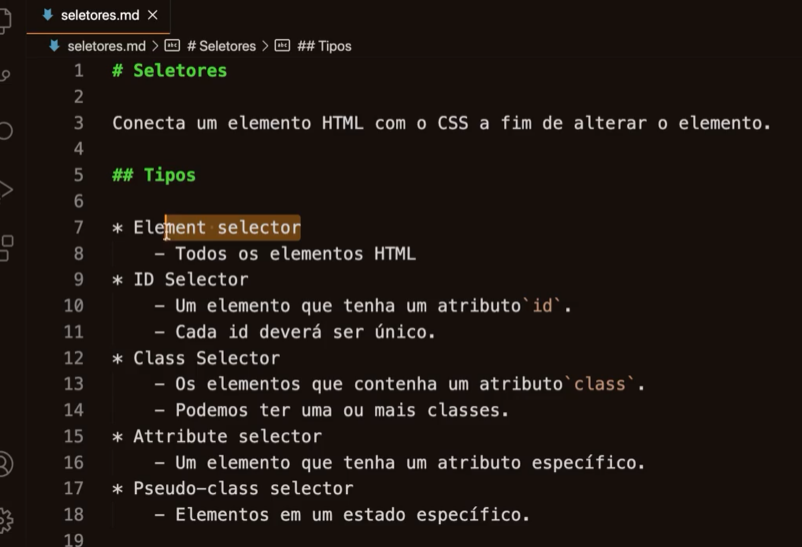 seletores.md
seletores.md > # Seletores > ## Tipos
1 # Seletores
2
3 Conecta um elemento HTML com o CSS a fim de alterar o elemento.
4
5 ## Tipos
6
7 * Element selector
8 - Todos os elementos HTML
9 * ID Selector
10 - Um elemento que tenha um atributo`id`.
11 - Cada id deverá ser único.
12 * Class Selector
13 - Os elementos que contenha um atributo`class`.
14 - Podemos ter uma ou mais classes.
15 * Attribute selector
16 - Um elemento que tenha um atributo específico.
17 * Pseudo-class selector
18 - Elementos em um estado específico.
19